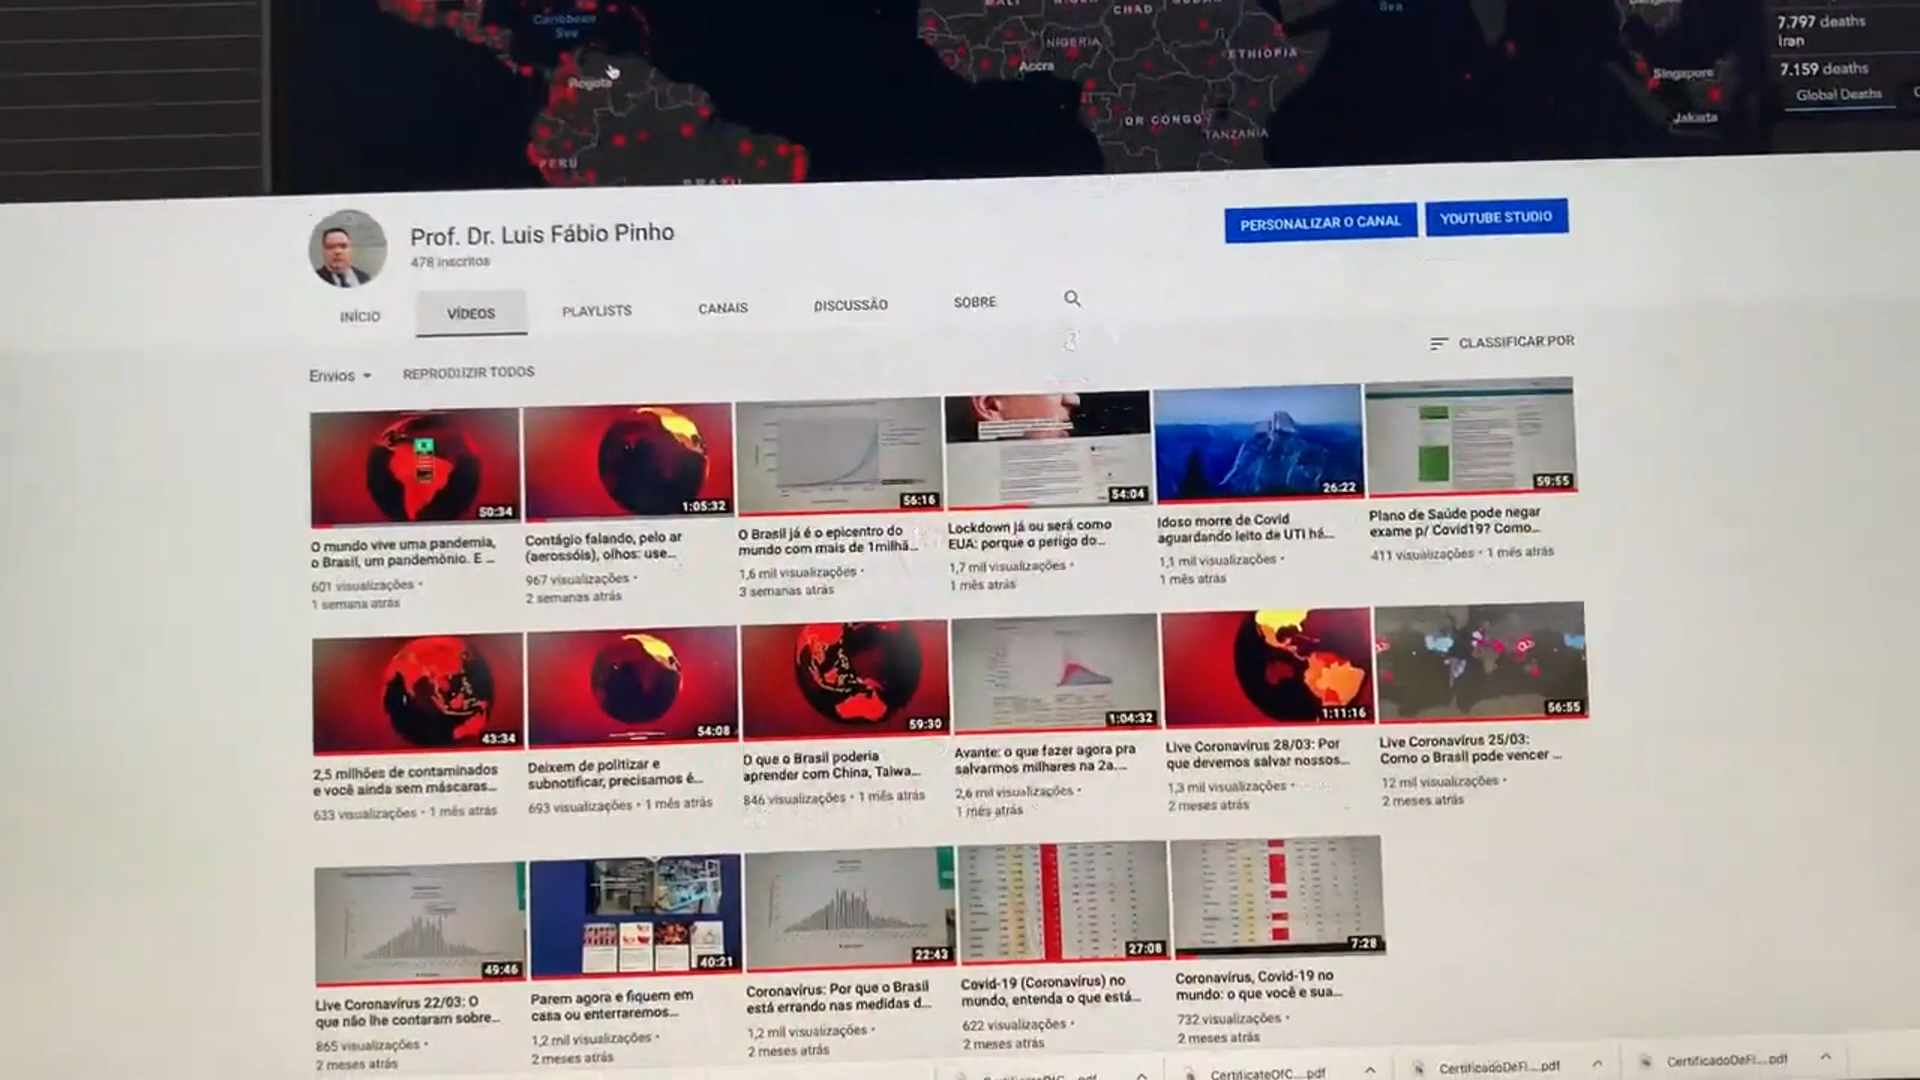 Caribbean
Sea
CHAD
Sea
7.797 deaths
Iran
NIGERIA
ETHIOPIA
Accra
7.159 deaths
Bogota
Singapore
Global Deaths
DR CONGO
TANZANIA
Jakarta
PERU
BRAZIL
Prof. Dr. Luis Fábio Pinho
478 inscritos
PERSONALIZAR O CANAL
YOUTUBE STUDIO
INÍCIO
VÍDEOS
PLAYLISTS
CANAIS
DISCUSSÃO
SOBRE
Envios
REPRODUZIR TODOS
CLASSIFICAR POR
50:34
1:05:32
56:16
54:04
26:22
59:55
O mundo vive uma pandemia,
o Brasil, um pandemônio. E ...
601 visualizações •
1 semana atrás
Contágio falando, pelo ar
(aerossóis), olhos: use...
967 visualizações •
2 semanas atrás
O Brasil já é o epicentro do
mundo com mais de 1milhã...
1,6 mil visualizações •
3 semanas atrás
Lockdown já ou será como
EUA: porque o perigo do...
1,7 mil visualizações •
1 mês atrás
Idoso morre de Covid
aguardando leito de UTI há...
1,1 mil visualizações •
1 mês atrás
Plano de Saúde pode negar
exame p/ Covid19? Como...
411 visualizações • 1 mês atrás
43:34
54:08
59:30
1:04:32
1:11:16
56:55
2,5 milhões de contaminados
e você ainda sem máscaras...
633 visualizações • 1 mês atrás
Deixem de politizar e
subnotificar, precisamos é...
693 visualizações • 1 mês atrás
O que o Brasil poderia
aprender com China, Taiwa...
846 visualizações • 1 mês atrás
Avante: o que fazer agora pra
salvarmos milhares na 2a....
2,6 mil visualizações •
1 mês atrás
Live Coronavírus 28/03: Por
que devemos salvar nossos...
1,3 mil visualizações •
2 meses atrás
Live Coronavírus 25/03:
Como o Brasil pode vencer ...
12 mil visualizações •
2 meses atrás
49:46
40:21
22:43
27:08
7:28
Live Coronavírus 22/03: O
que não lhe contaram sobre...
865 visualizações •
2 meses atrás
Parem agora e fiquem em
casa ou enterraremos...
1,2 mil visualizações •
2 meses atrás
Coronavírus: Por que o Brasil
está errando nas medidas d...
1,2 mil visualizações •
2 meses atrás
Covid-19 (Coronavírus) no
mundo, entenda o que está...
622 visualizações •
2 meses atrás
Coronavírus, Covid-19 no
mundo: o que você e sua...
732 visualizações •
2 meses atrás
CertificateOfC....pdf
CertificadoDeFi....pdf
CertificadoDeFi....pdf